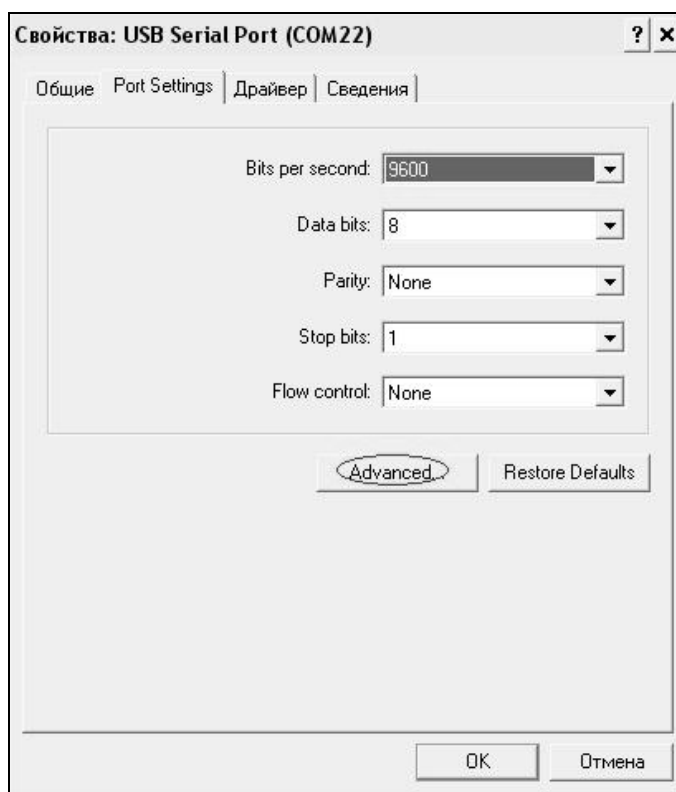 Свойства: USB Serial Port (COM22)
Общие Port Settings Драйвер Сведения
Bits per second: 9600
Data bits: 8
Parity: None
Stop bits: 1
Flow control: None
Advanced... Restore Defaults
OK Отмена